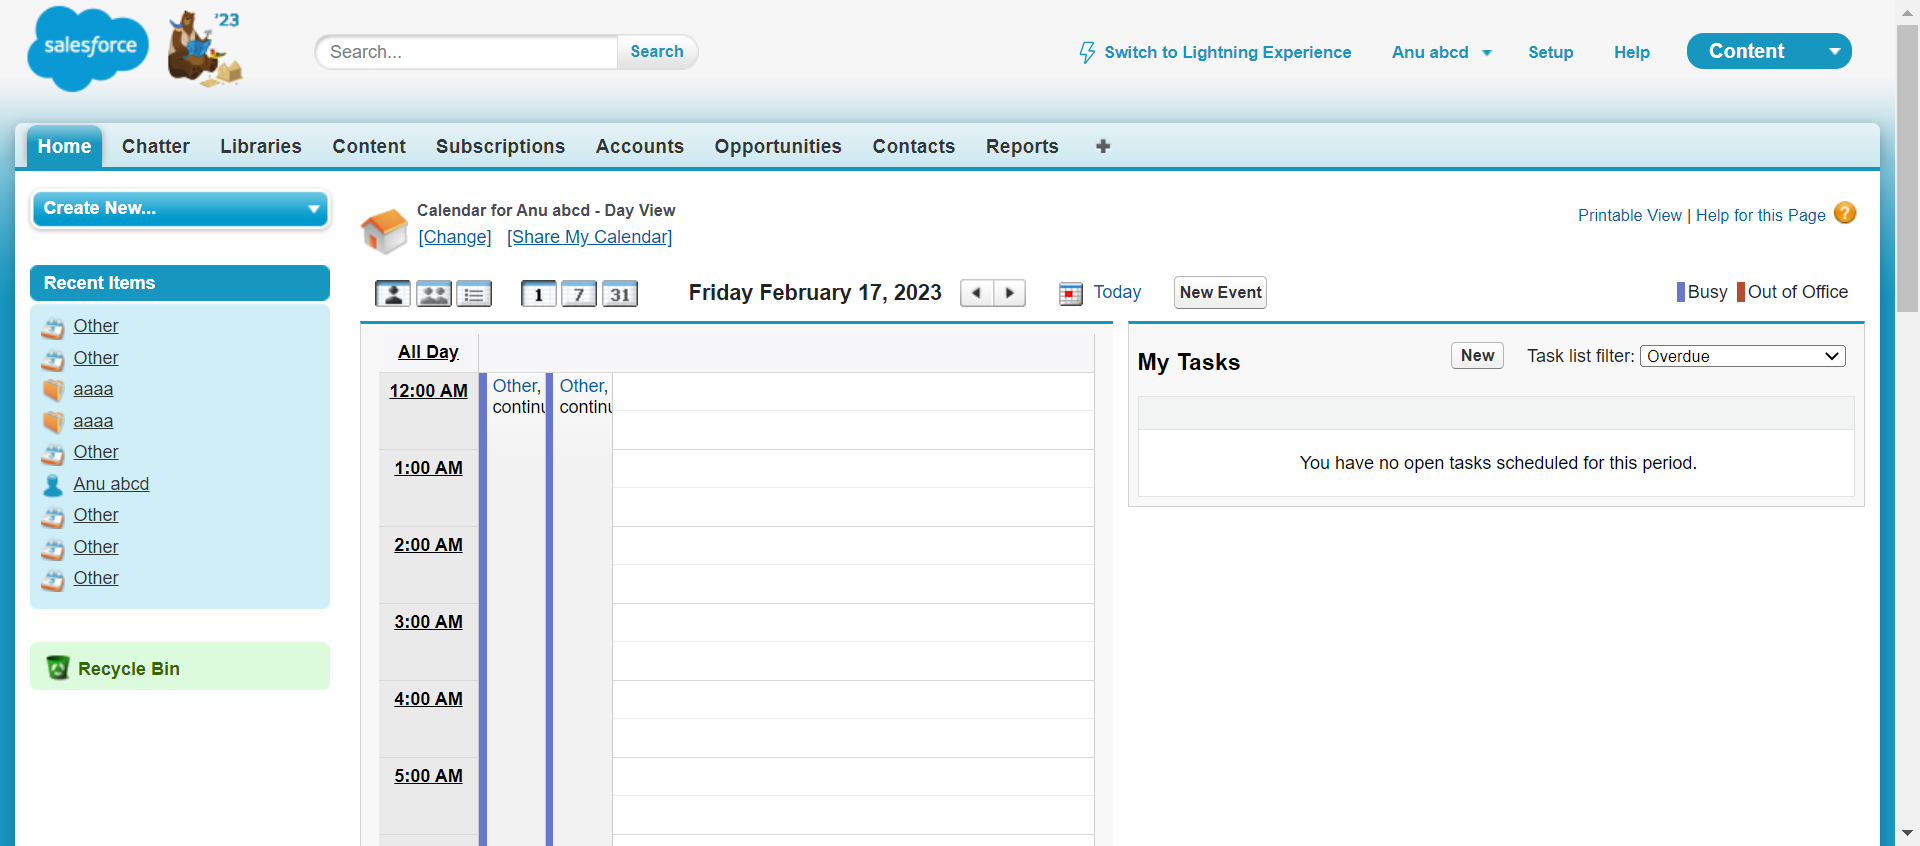 salesforce
'23
Search...
Search
Switch to Lightning Experience
Anu abcd
Setup
Help
Content
Home
Chatter
Libraries
Content
Subscriptions
Accounts
Opportunities
Contacts
Reports
Create New...
Recent Items
Other
Other
aaaa
aaaa
Other
Anu abcd
Other
Other
Other
Recycle Bin
Calendar for Anu abcd - Day View
[Change] [Share My Calendar]
Printable View | Help for this Page ?
1
7
31
Friday February 17, 2023
Today
New Event
Busy
Out of Office
All Day
12:00 AM
Other,
continu
Other,
continu
1:00 AM
2:00 AM
3:00 AM
4:00 AM
5:00 AM
My Tasks
New
Task list filter: Overdue
You have no open tasks scheduled for this period.